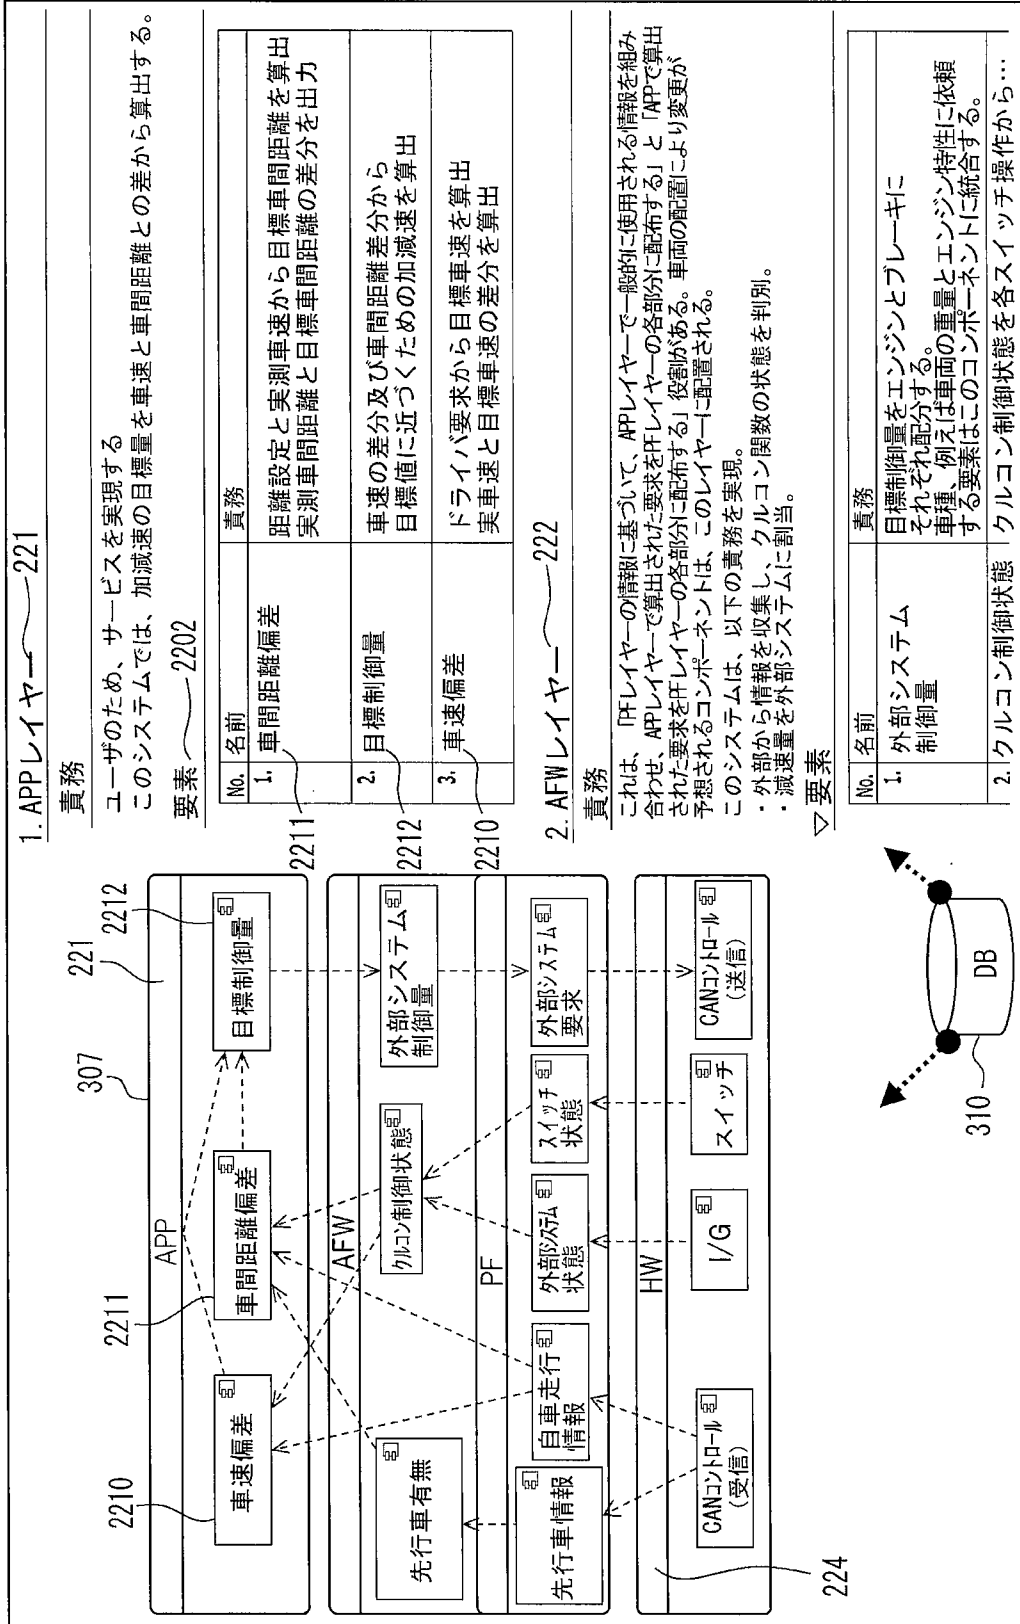 307
221
APP
2210
車速偏差
2211
車間距離偏差
2212
目標制御量
AFW
先行車有無
クルコン制御状態
外部システム
制御量
PF
先行車情報
自車走行
情報
外部システム
状態
スイッチ
状態
外部システム
要求
HW
224
CANコントロール
(受信)
I/G
スイッチ
CANコントロール
(送信)
310
DB
1. APPレイヤー 221
責務
ユーザのため、サービスを実現する
このシステムでは、加減速の目標量を車速と車間距離との差から算出する。
要素 2202
No. 名前 責務
1. 車間距離偏差 距離設定と実測車速から目標車間距離を算出
実測車間距離と目標車間距離の差分を出力
2211
2. 目標制御量 車速の差分及び車間距離差分から
目標値に近づくための加減速を算出
2212
3. 車速偏差 ドライバ要求から目標車速を算出
実車速と目標車速の差分を算出
2210
2. AFWレイヤー 222
責務
これは、「PFレイヤーの情報に基づいて、APPレイヤーで一般的に使用される情報を組み
合わせ、APPレイヤーで算出された要求をPFレイヤーの各部分に配布する」と「APPで算出
された要求をPFレイヤーの各部分に配布する」役割がある。車両の配置により変更が
予想されるコンポーネントは、このレイヤーに配置される。
このシステムは、以下の責務を実現。
・外部から情報を収集し、クルコン関数の状態を判別。
・減速量を外部システムに割当。
▽要素
No. 名前 責務
1. 外部システム
制御量
目標制御量をエンジンとブレーキに
それぞれ配分する。
車種、例えば車両の重量とエンジン特性に依頼
する要素はこのコンポーネントに統合する。
2. クルコン制御状態 クルコン制御状態を各スイッチ操作から…